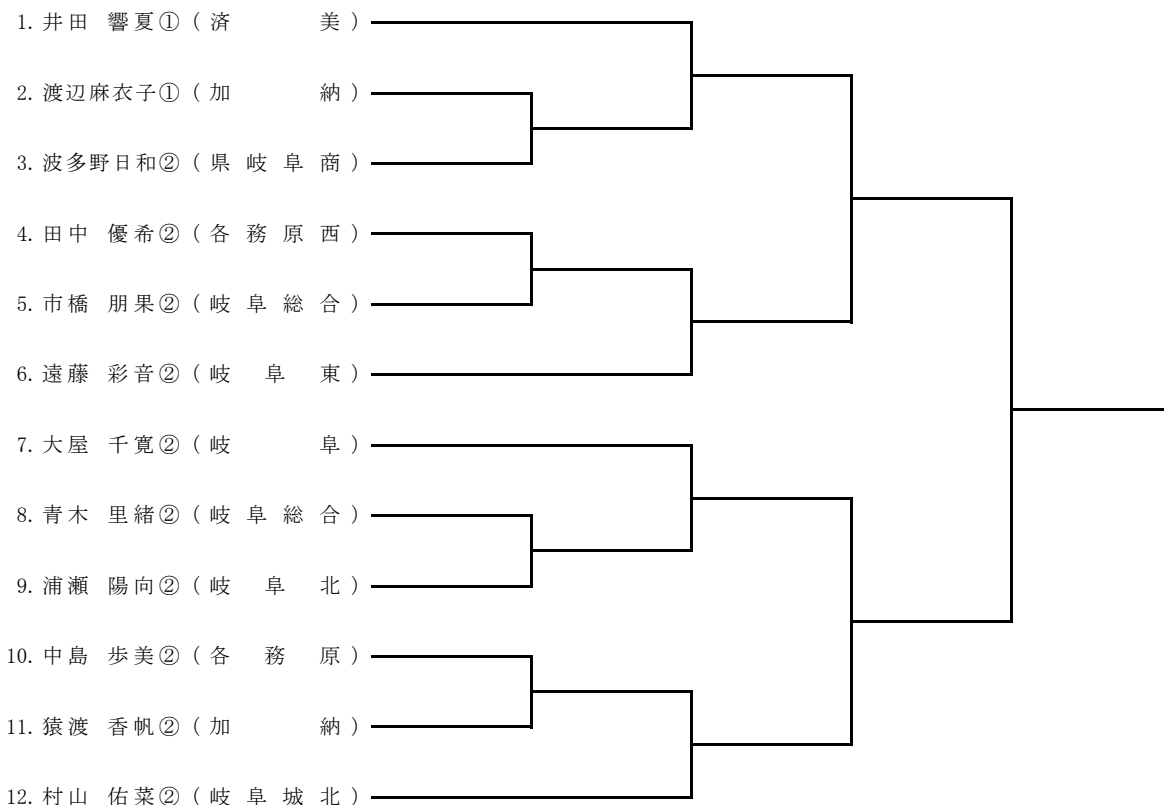 1. 井田 響夏① ( 済 美 )
2. 渡辺麻衣子① ( 加 納 )
3. 波多野日和② ( 県 岐 阜 商 )
4. 田中 優希② ( 各 務 原 西 )
5. 市橋 朋果② ( 岐 阜 総 合 )
6. 遠藤 彩音② ( 岐 阜 東 )
7. 大屋 千寛② ( 岐 阜 )
8. 青木 里緒② ( 岐 阜 総 合 )
9. 浦瀬 陽向② ( 岐 阜 北 )
10. 中島 歩美② ( 各 務 原 )
11. 猿渡 香帆② ( 加 納 )
12. 村山 佑菜② ( 岐 阜 城 北 )